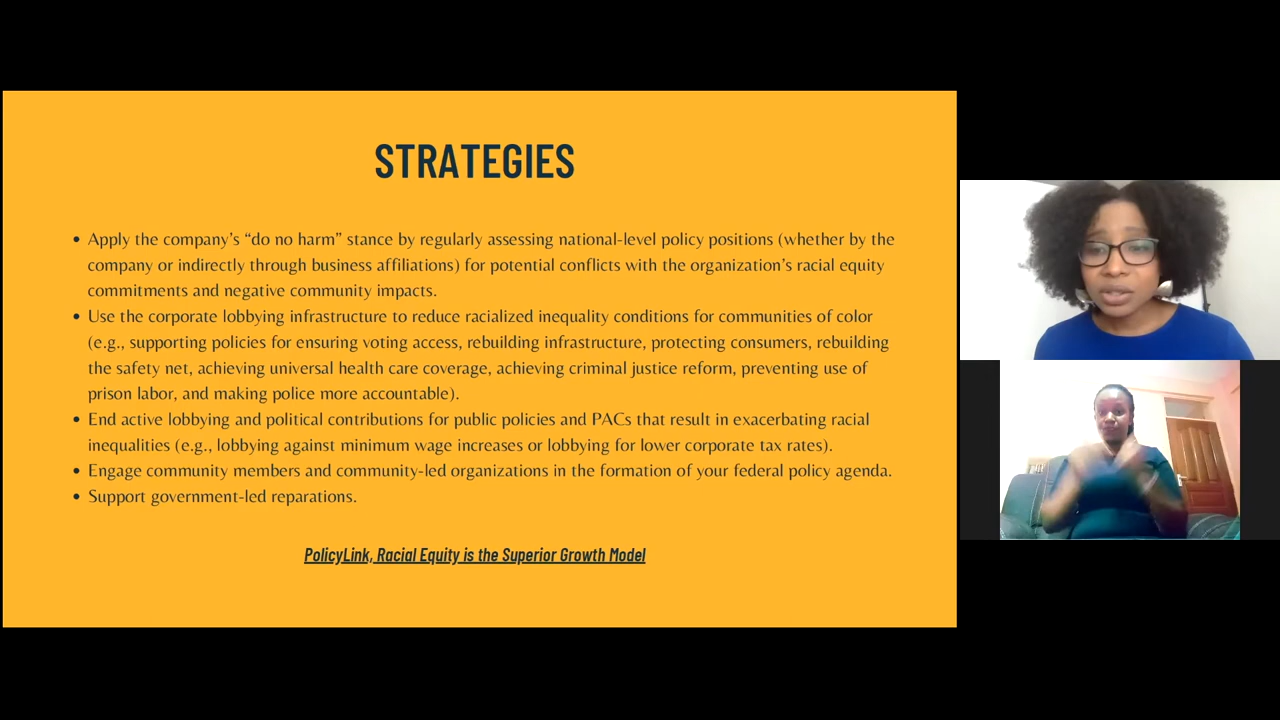 STRATEGIES
• Apply the company’s “do no harm” stance by regularly assessing national-level policy positions (whether by the
company or indirectly through business affiliations) for potential conflicts with the organization’s racial equity
commitments and negative community impacts.
• Use the corporate lobbying infrastructure to reduce racialized inequality conditions for communities of color
(e.g., supporting policies for ensuring voting access, rebuilding infrastructure, protecting consumers, rebuilding
the safety net, achieving universal health care coverage, achieving criminal justice reform, preventing use of
prison labor, and making police more accountable).
• End active lobbying and political contributions for public policies and PACs that result in exacerbating racial
inequalities (e.g., lobbying against minimum wage increases or lobbying for lower corporate tax rates).
• Engage community members and community-led organizations in the formation of your federal policy agenda.
• Support government-led reparations.
PolicyLink, Racial Equity is the Superior Growth Model